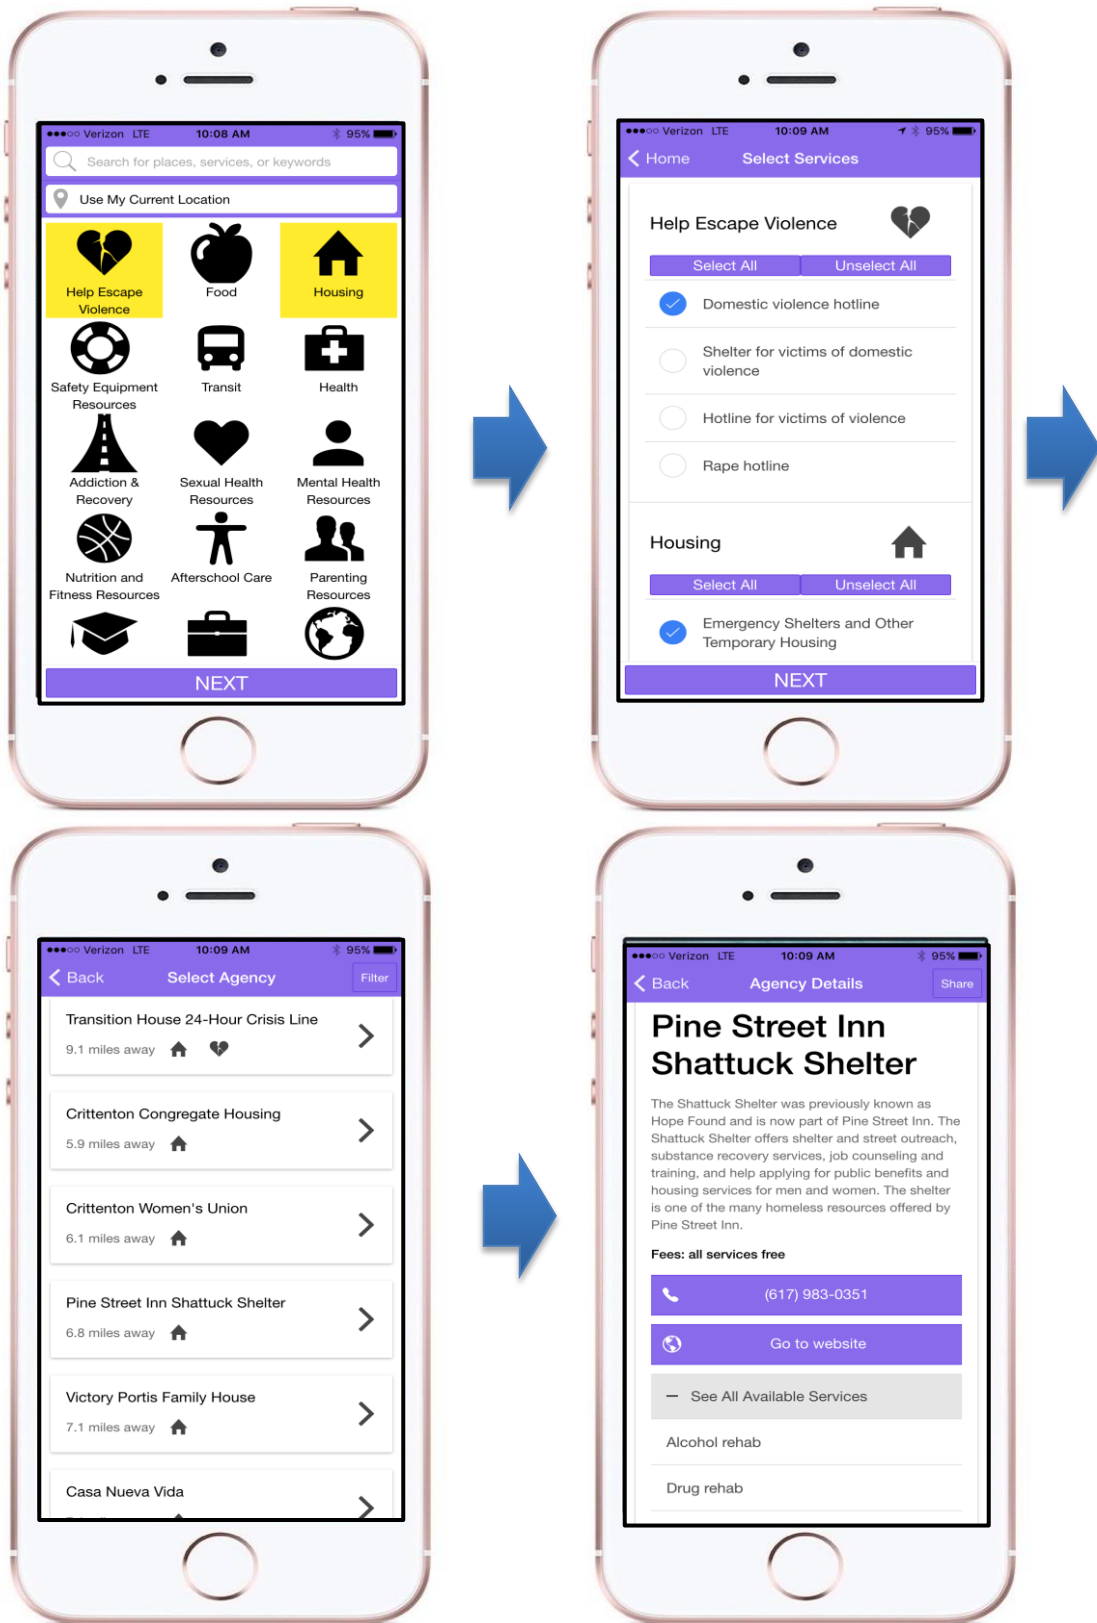 Verizon LTE 10:08 AM 95%
Search for places, services, or keywords
Use My Current Location
Help Escape
Violence
Food
Housing
Safety Equipment
Resources
Transit
Health
Addiction &
Recovery
Sexual Health
Resources
Mental Health
Resources
Nutrition and
Fitness Resources
Afterschool Care
Parenting
Resources
NEXT
Verizon LTE 10:09 AM 95%
Home Select Services
Help Escape Violence
Select All Unselect All
Domestic violence hotline
Shelter for victims of domestic
violence
Hotline for victims of violence
Rape hotline
Housing
Select All Unselect All
Emergency Shelters and Other
Temporary Housing
NEXT
Verizon LTE 10:09 AM 95%
Back Select Agency Filter
Transition House 24-Hour Crisis Line
9.1 miles away
Crittenton Congregate Housing
5.9 miles away
Crittenton Women's Union
6.1 miles away
Pine Street Inn Shattuck Shelter
6.8 miles away
Victory Portis Family House
7.1 miles away
Casa Nueva Vida
Verizon LTE 10:09 AM 95%
Back Agency Details Share
Pine Street Inn
Shattuck Shelter
The Shattuck Shelter was previously known as
Hope Found and is now part of Pine Street Inn. The
Shattuck Shelter offers shelter and street outreach,
substance recovery services, job counseling and
training, and help applying for public benefits and
housing services for men and women. The shelter
is one of the many homeless resources offered by
Pine Street Inn.
Fees: all services free
(617) 983-0351
Go to website
See All Available Services
Alcohol rehab
Drug rehab